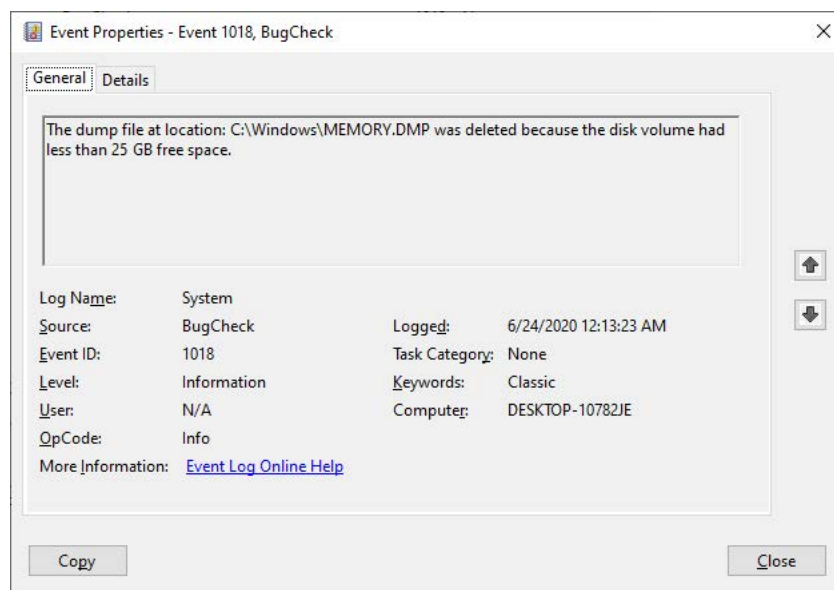 Event Properties - Event 1018, BugCheck
General Details
The dump file at location: C:\Windows\MEMORY.DMP was deleted because the disk volume had
less than 25 GB free space.
Log Name: System
Source: BugCheck Logged: 6/24/2020 12:13:23 AM
Event ID: 1018 Task Category: None
Level: Information Keywords: Classic
User: N/A Computer: DESKTOP-10782JE
OpCode: Info
More Information: Event Log Online Help
Copy Close